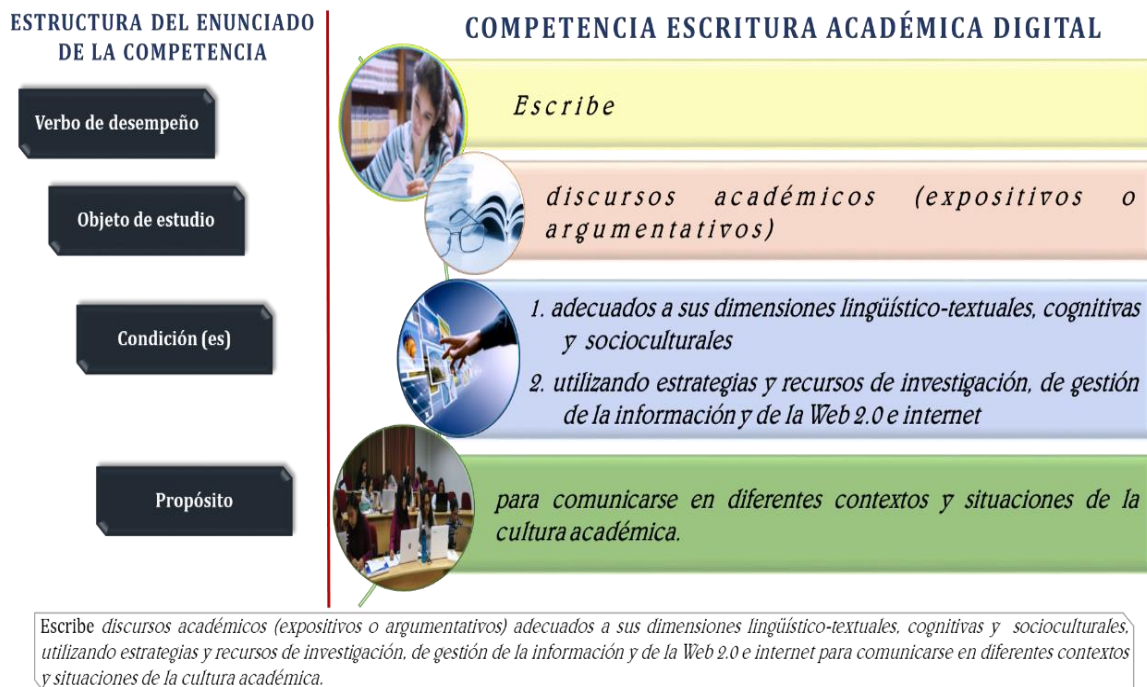 ESTRUCTURA DEL ENUNCIADO
DE LA COMPETENCIA
Verbo de desempeño
Objeto de estudio
Condición (es)
Propósito
COMPETENCIA ESCRITURA ACADÉMICA DIGITAL
Escribe
discursos académicos (expositivos o
argumentativos)
1. adecuados a sus dimensiones lingüístico-textuales, cognitivas
y socioculturales
2. utilizando estrategias y recursos de investigación, de gestión
de la información y de la Web 2.0 e internet
para comunicarse en diferentes contextos y situaciones de la
cultura académica.
Escribe discursos académicos (expositivos o argumentativos) adecuados a sus dimensiones lingüístico-textuales, cognitivas y socioculturales,
utilizando estrategias y recursos de investigación, de gestión de la información y de la Web 2.0 e internet para comunicarse en diferentes contextos
y situaciones de la cultura académica.